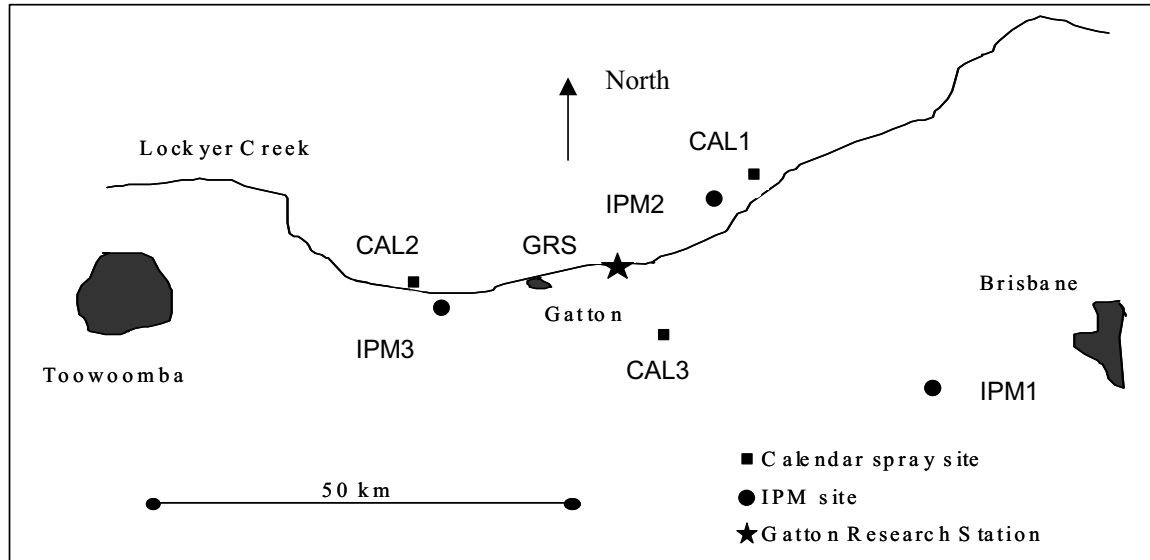 North
Lockyer Creek
CAL1
IPM2
CAL2
GRS
Brisbane
Gatton
IPM3
CAL3
Toowoomba
IPM1
Calendar spray site
50 km
IPM site
Gatton Research Station